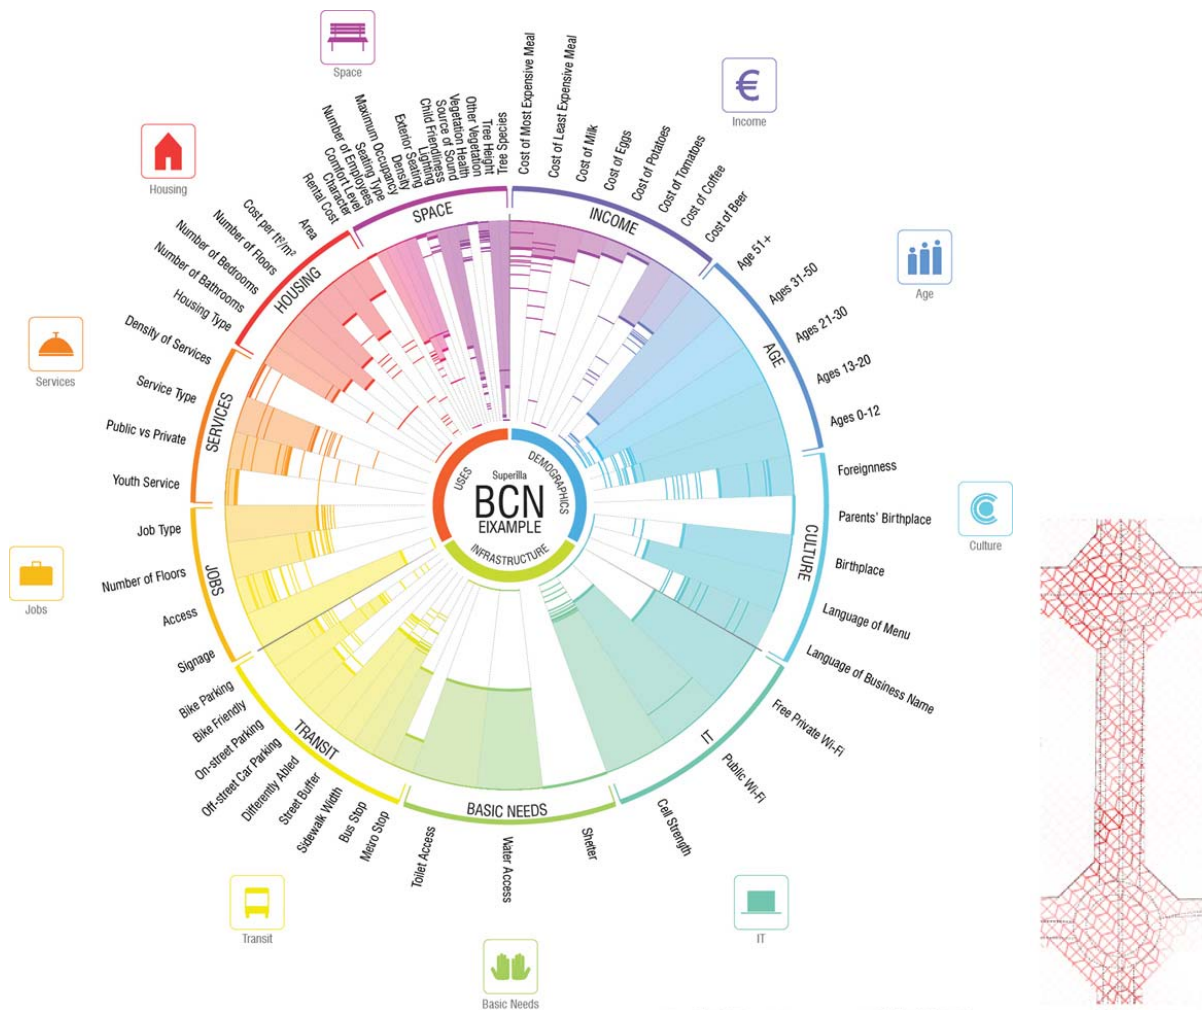 Space
€
Income
Housing
Age
Services
Culture
Jobs
Transit
IT
Basic Needs
SPACE
INCOME
AGE
CULTURE
IT
BASIC NEEDS
TRANSIT
JOBS
SERVICES
HOUSING
Rental Cost
Character
Comfort Level
Number of Employees
Seating Type
Maximum Occupancy
Density
Exterior Seating
Lighting
Child Friendliness
Source of Sound
Vegetation Health
Other Vegetation
Tree Height
Tree Species
Cost of Most Expensive Meal
Cost of Least Expensive Meal
Cost of Milk
Cost of Eggs
Cost of Potatoes
Cost of Tomatoes
Cost of Coffee
Cost of Beer
Age 51+
Ages 31-50
Ages 21-30
Ages 13-20
Ages 0-12
Foreignness
Parents' Birthplace
Birthplace
Language of Menu
Language of Business Name
Free Private Wi-Fi
Public Wi-Fi
Cell Strength
Shelter
Water Access
Toilet Access
Metro Stop
Bus Stop
Sidewalk Width
Street Buffer
Differently Abled
Off-street Car Parking
On-street Parking
Bike Friendly
Bike Parking
Signage
Access
Number of Floors
Job Type
Youth Service
Public vs Private
Service Type
Density of Services
Housing Type
Number of Bathrooms
Number of Bedrooms
Number of Floors
Cost per ft²/m²
Area
USES
DEMOGRAPHICS
INFRASTRUCTURE
Superilla
BCN
EIXAMPLE